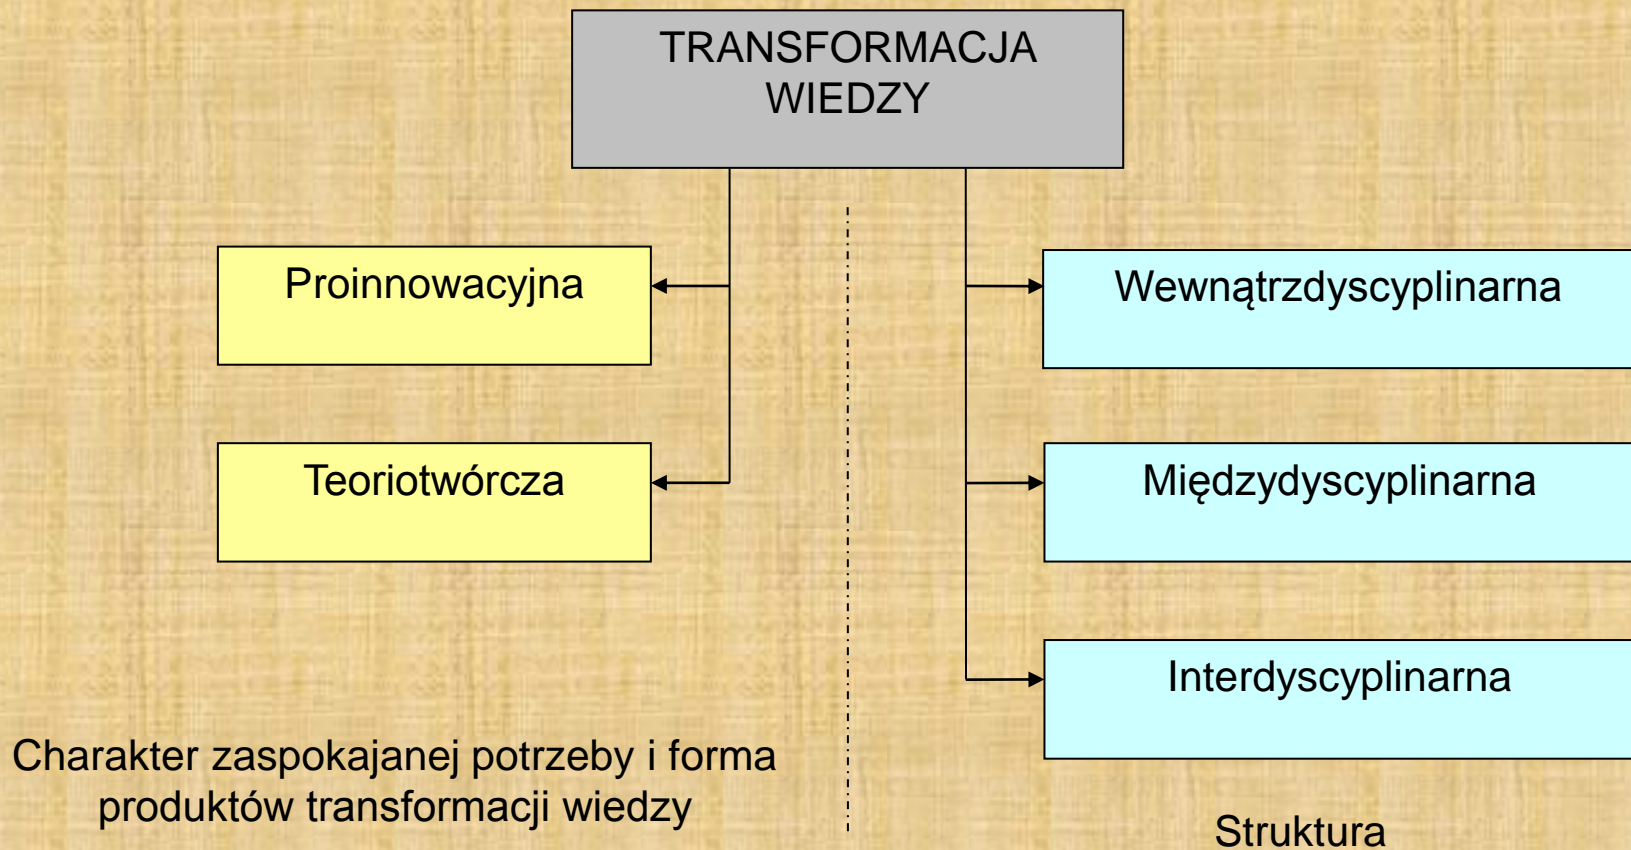 TRANSFORMACJA
WIEDZY
Proinnowacyjna
Teoriotwórcza
Charakter zaspokajanej potrzeby i forma
produktów transformacji wiedzy
Wewnątrzdyscyplinarna
Międzydyscyplinarna
Interdyscyplinarna
Struktura